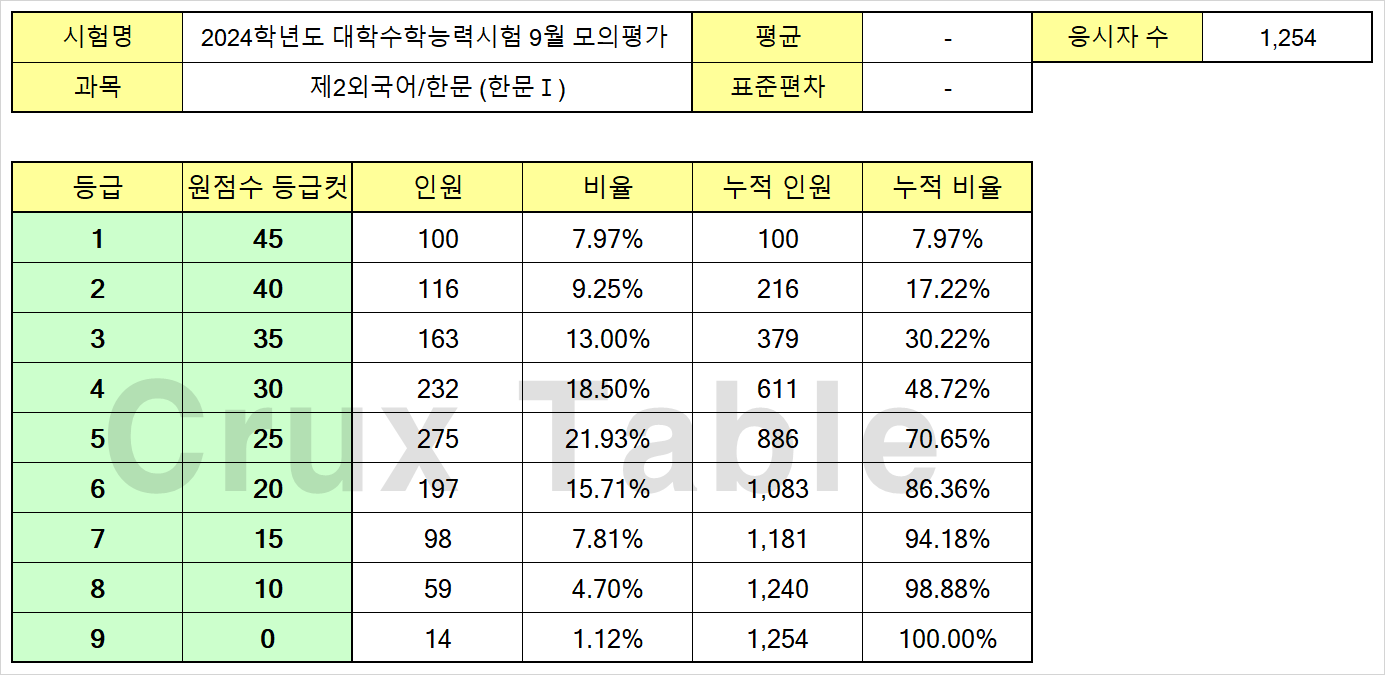 시험명 2024학년도 대학수학능력시험 9월 모의평가 평균 - 응시자 수 1,254
과목 제2외국어/한문 (한문Ⅰ) 표준편차 -
등급 원점수 등급컷 인원 비율 누적 인원 누적 비율
1 45 100 7.97% 100 7.97%
2 40 116 9.25% 216 17.22%
3 35 163 13.00% 379 30.22%
4 30 232 18.50% 611 48.72%
5 25 275 21.93% 886 70.65%
6 20 197 15.71% 1,083 86.36%
7 15 98 7.81% 1,181 94.18%
8 10 59 4.70% 1,240 98.88%
9 0 14 1.12% 1,254 100.00%
Crux Table